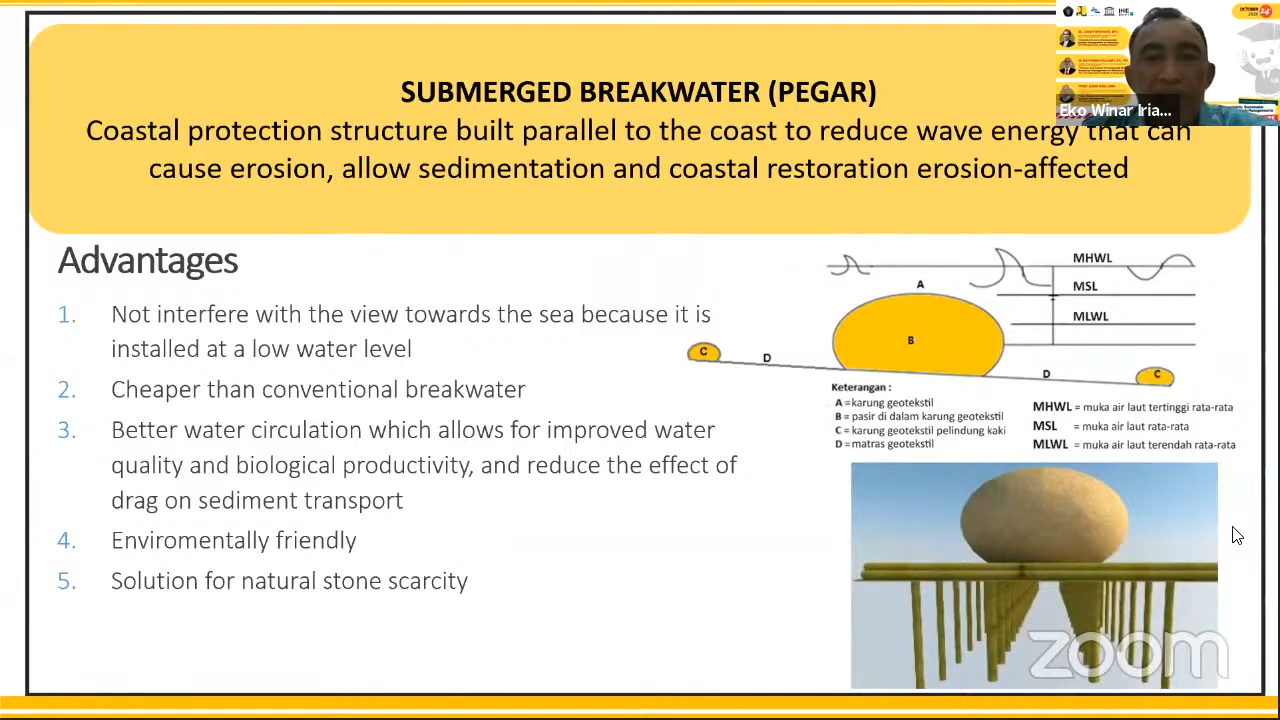 SUBMERGED BREAKWATER (PEGAR)
Coastal protection structure built parallel to the coast to reduce wave energy that can
cause erosion, allow sedimentation and coastal restoration erosion-affected
IHE
OCTOBER
24
Eko Winar Iria...
Advantages
1. Not interfere with the view towards the sea because it is
installed at a low water level
2. Cheaper than conventional breakwater
3. Better water circulation which allows for improved water
quality and biological productivity, and reduce the effect of
drag on sediment transport
4. Enviromentally friendly
5. Solution for natural stone scarcity
MHWL
A
MSL
MLWL
B
C
D
D
C
Keterangan :
A = karung geotekstil
B = pasir di dalam karung geotekstil
C = karung geotekstil pelindung kaki
D = matras geotekstil
MHWL = muka air laut tertinggi rata-rata
MSL = muka air laut rata-rata
MLWL = muka air laut terendah rata-rata
zoom